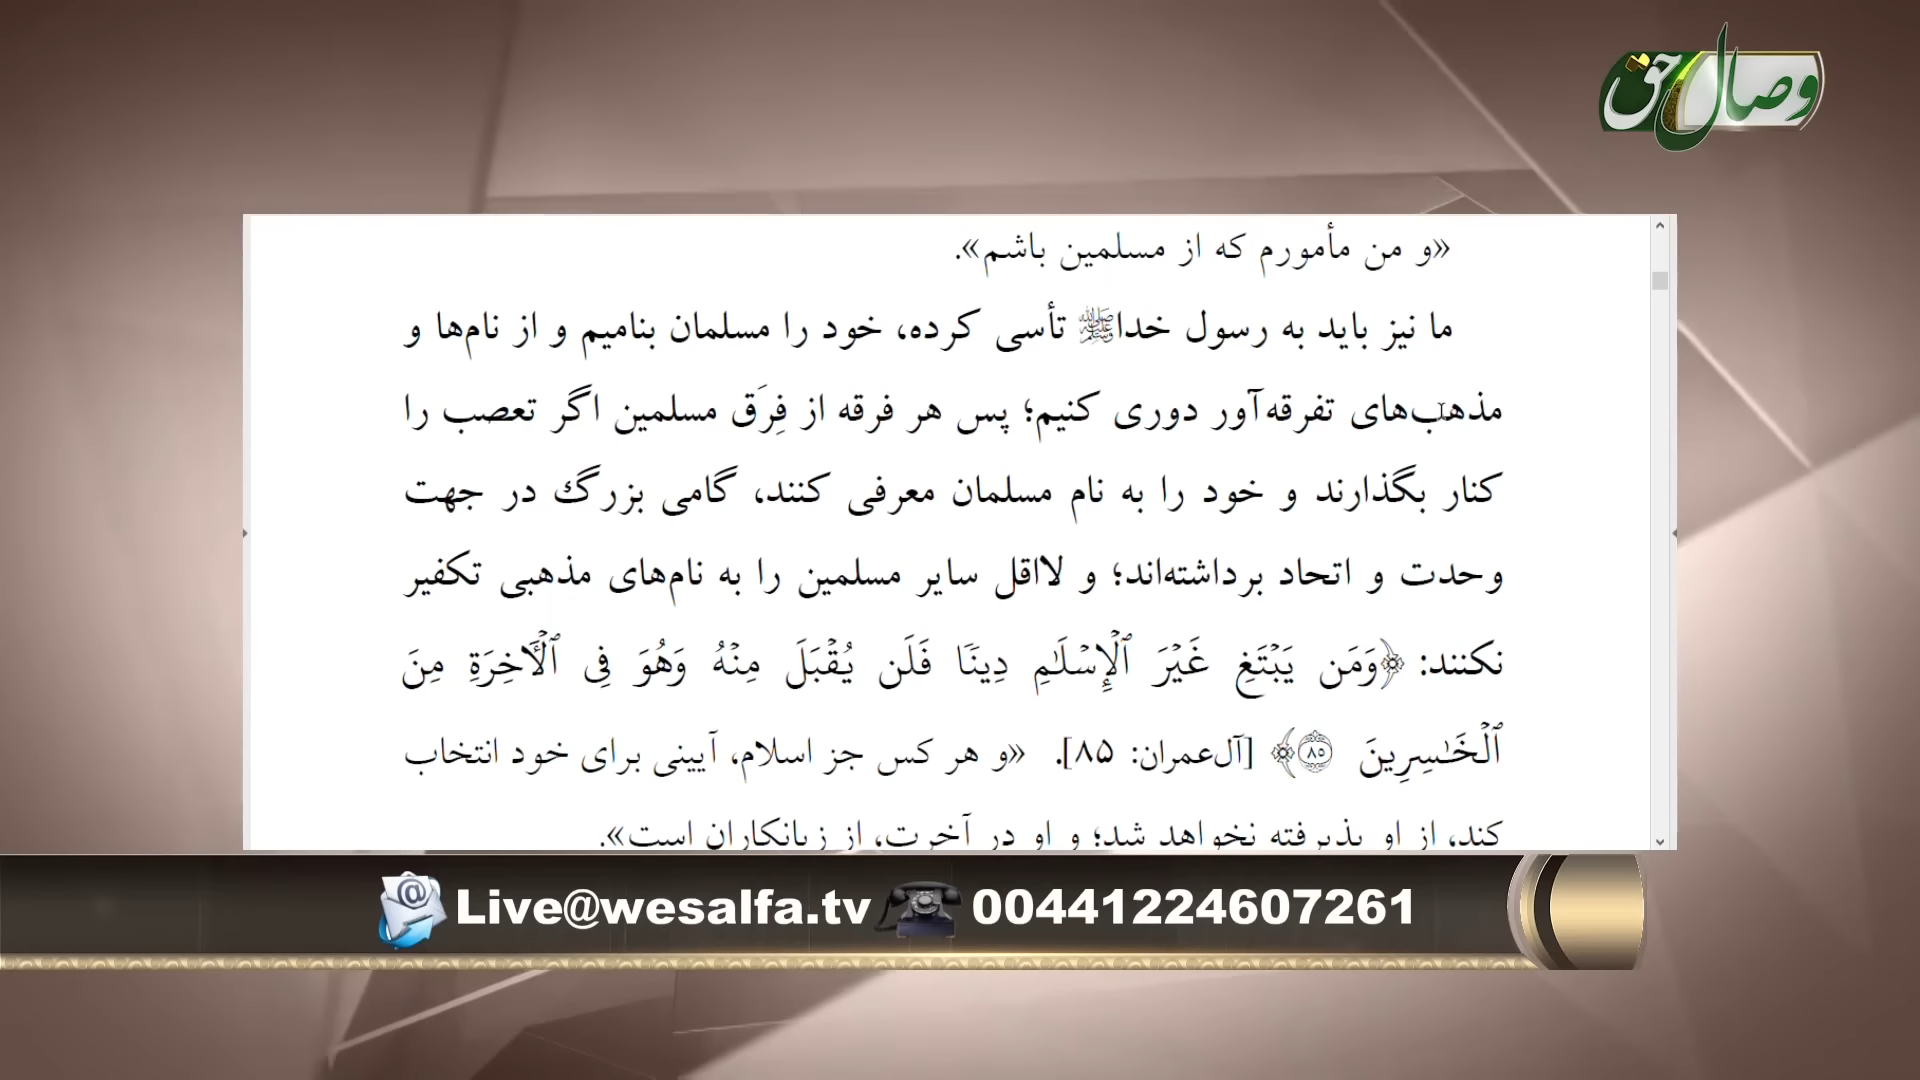 وصال حق
«و من مأمورم که از مسلمین باشم».
ما نیز باید به رسول خداﷺ تأسی کرده، خود را مسلمان بنامیم و از نام‌ها و
مذهب‌های تفرقه‌آور دوری کنیم؛ پس هر فرقه از فِرَق مسلمین اگر تعصب را
کنار بگذارند و خود را به نام مسلمان معرفی کنند، گامی بزرگ در جهت
وحدت و اتحاد برداشته‌اند؛ و لااقل سایر مسلمین را به نام‌های مذهبی تکفیر
نکنند: ﴿وَمَن يَبۡتَغِ غَيۡرَ ٱلۡإِسۡلَٰمِ دِينٗا فَلَن يُقۡبَلَ مِنۡهُ وَهُوَ فِي ٱلۡأٓخِرَةِ مِنَ
ٱلۡخَٰسِرِينَ ٨٥﴾ [آل‌عمران: ۸۵]. «و هر کس جز اسلام، آیینی برای خود انتخاب
کند، از او پذیرفته نخواهد شد؛ و او در آخرت، از زیانکاران است».
Live@wesalfa.tv 00441224607261